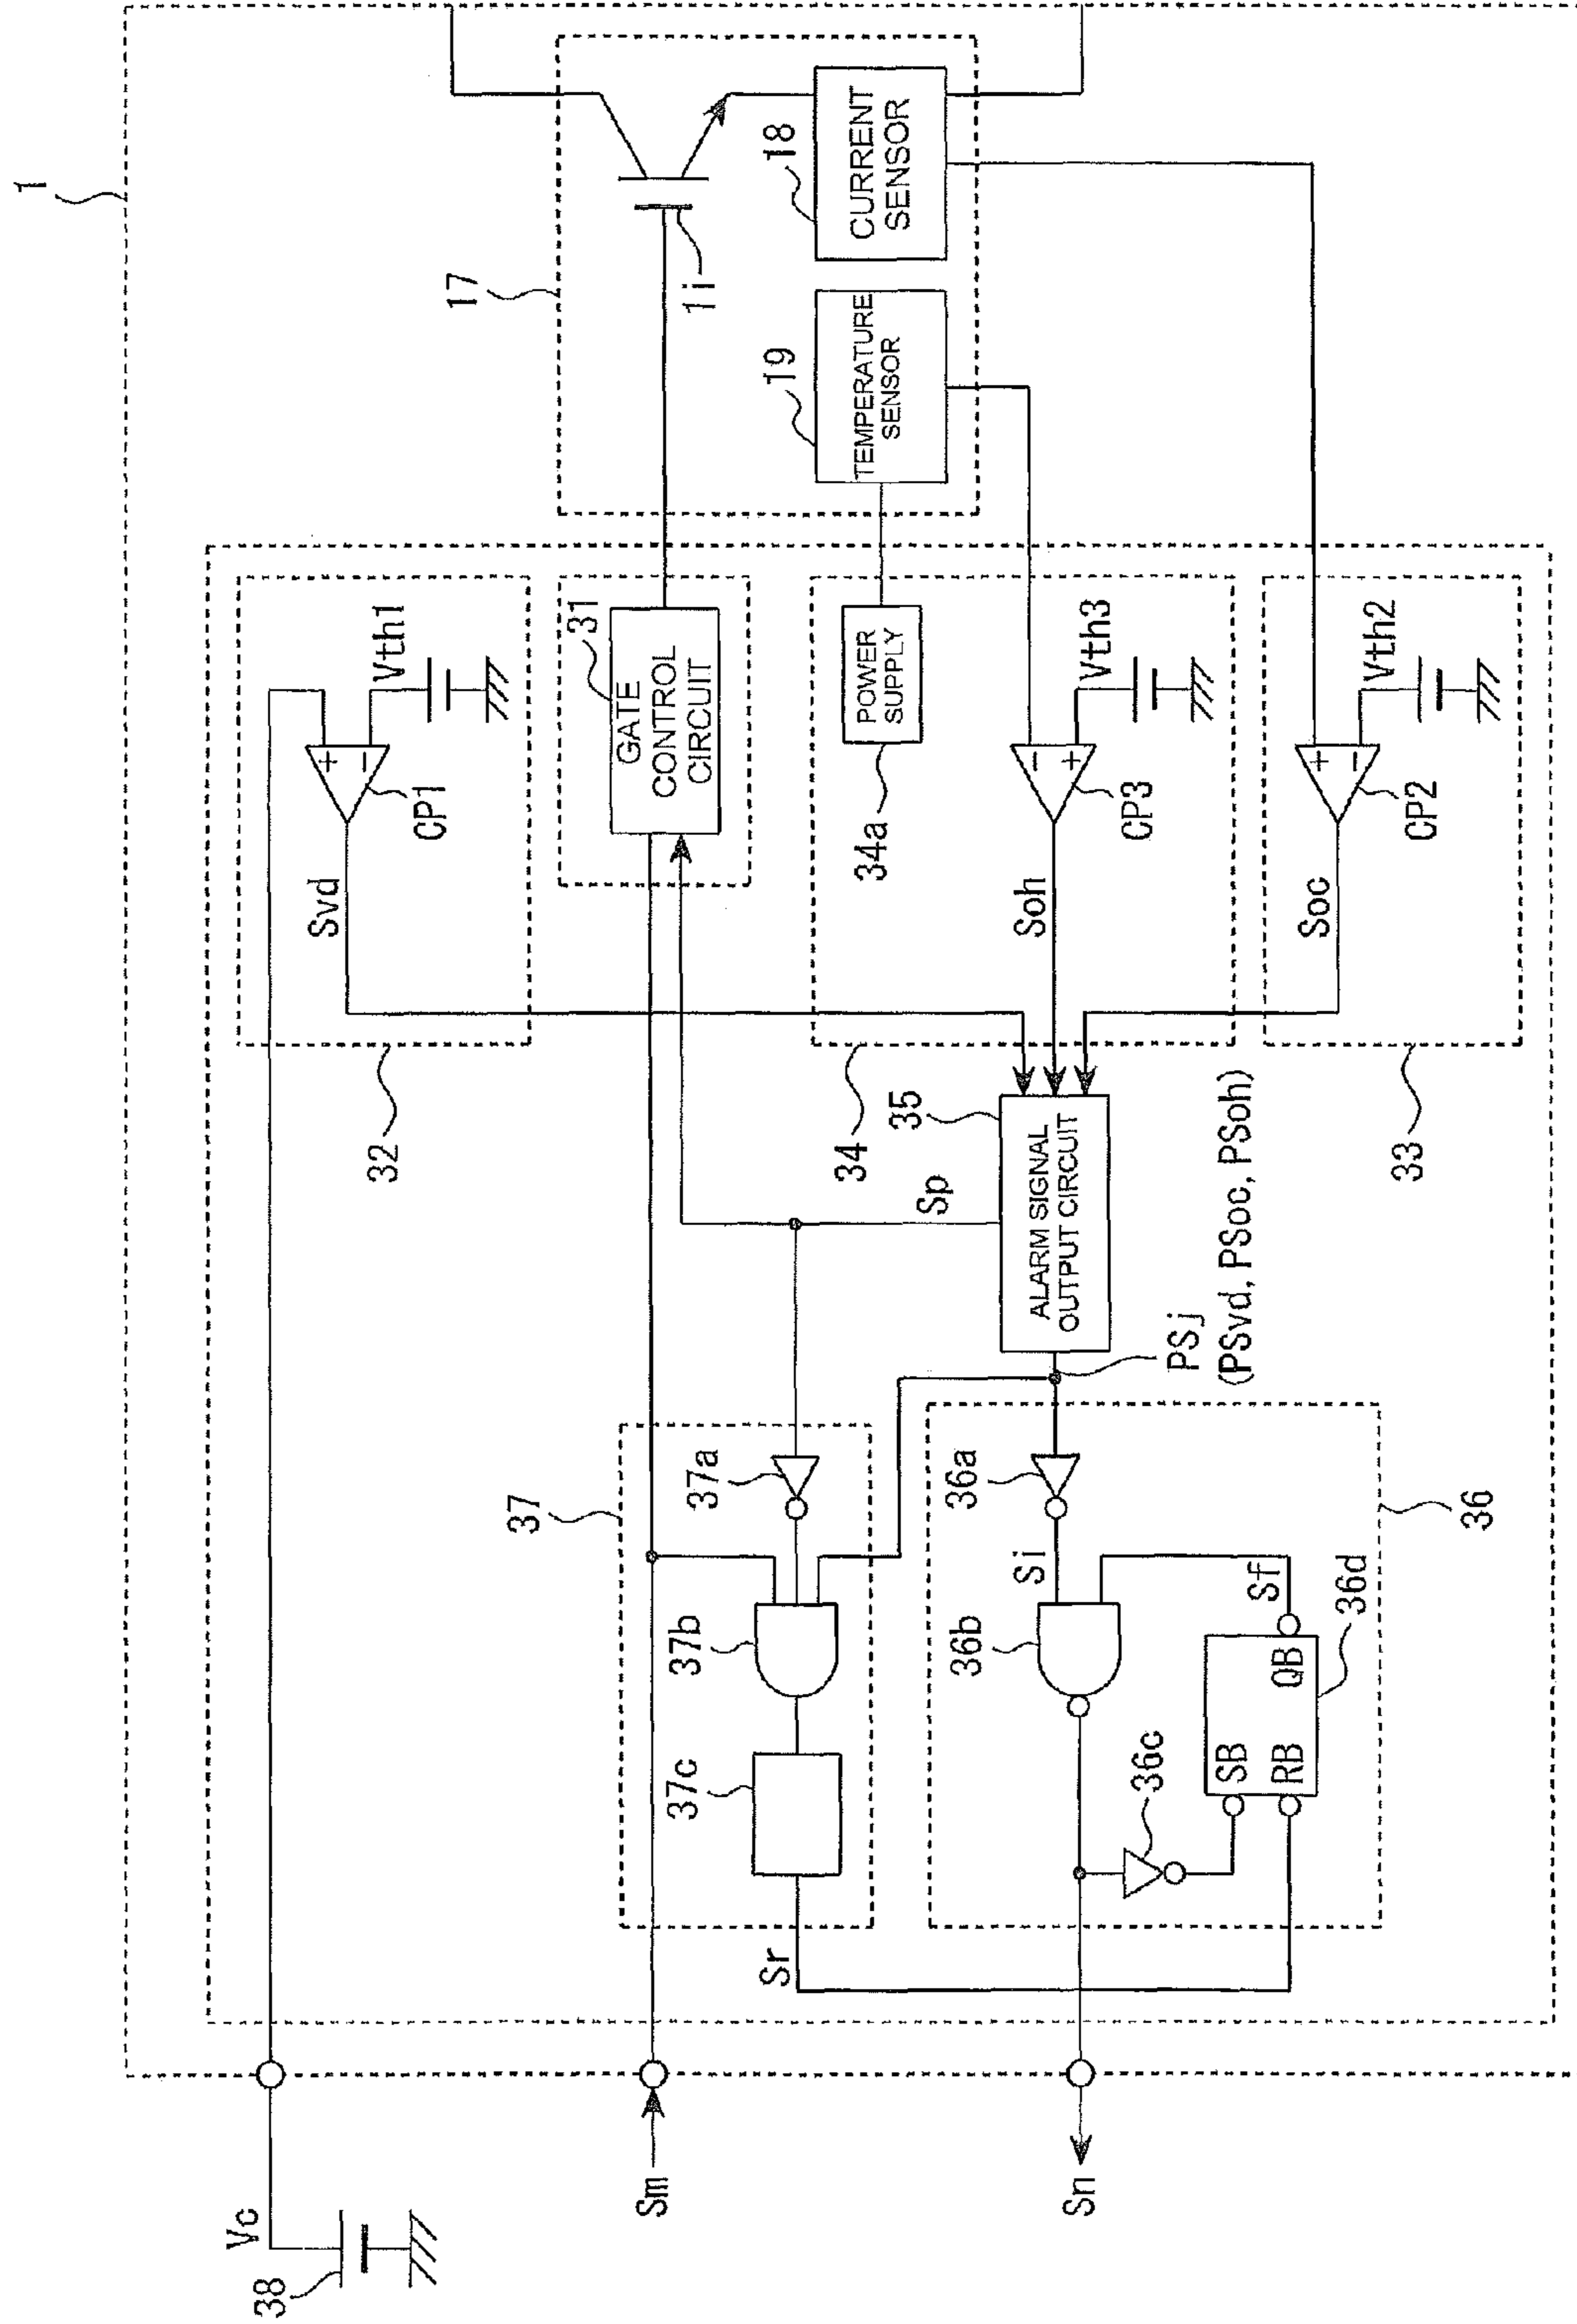 1
17
1i
CURRENT
SENSOR
18
TEMPERATURE
SENSOR
19
Vth1
CP1
Svd
32
GATE
CONTROL
CIRCUIT
31
POWER
SUPPLY
34a
Vth3
CP3
Soh
34
Vth2
CP2
Soc
33
ALARM SIGNAL
OUTPUT CIRCUIT
35
Sp
PSj
(PSvd, PSoc, PSoh)
37
37a
37b
37c
Sr
36
36a
Si
36b
36c
SB
RB
QB
Sf
36d
Vc
38
Sm
Sn
+
−
−
+
+
−